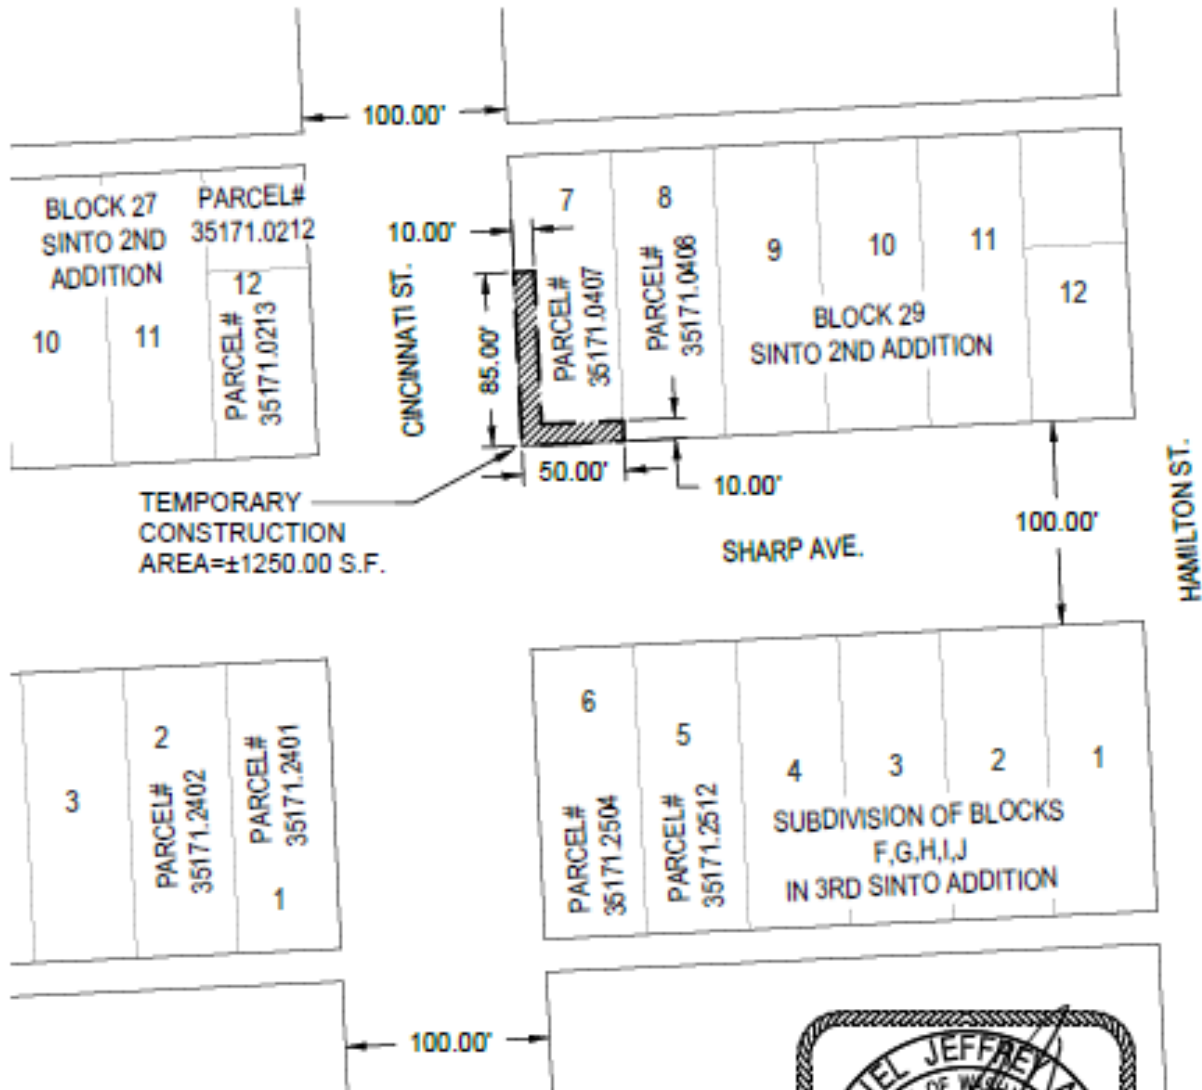 100.00'
BLOCK 27
SINTO 2ND
ADDITION
PARCEL#
35171.0212
12
PARCEL#
35171.0213
10
11
CINCINNATI ST.
10.00'
85.00'
7
PARCEL#
35171.0407
8
PARCEL#
35171.0406
9
10
11
12
BLOCK 29
SINTO 2ND ADDITION
50.00'
10.00'
TEMPORARY
CONSTRUCTION
AREA=±1250.00 S.F.
SHARP AVE.
100.00'
HAMILTON ST.
3
2
PARCEL#
35171.2402
PARCEL#
35171.2401
1
6
PARCEL#
35171.2504
5
PARCEL#
35171.2512
4
3
2
1
SUBDIVISION OF BLOCKS
F,G,H,I,J
IN 3RD SINTO ADDITION
100.00'
JEFFREY
OF